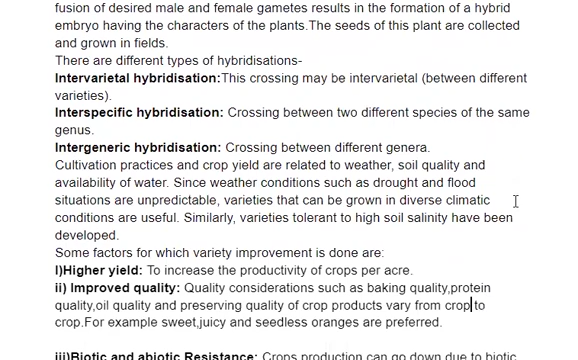 fusion of desired male and female gametes results in the formation of a hybrid
embryo having the characters of the plants.The seeds of this plant are collected
and grown in fields.
There are different types of hybridisations-
Intervarietal hybridisation:This crossing may be intervarietal (between different
varieties).
Interspecific hybridisation: Crossing between two different species of the same
genus.
Intergeneric hybridisation: Crossing between different genera.
Cultivation practices and crop yield are related to weather, soil quality and
availability of water. Since weather conditions such as drought and flood
situations are unpredictable, varieties that can be grown in diverse climatic
conditions are useful. Similarly, varieties tolerant to high soil salinity have been
developed.
Some factors for which variety improvement is done are:
I)Higher yield: To increase the productivity of crops per acre.
ii) Improved quality: Quality considerations such as baking quality,protein
quality,oil quality and preserving quality of crop products vary from crop to
crop.For example sweet,juicy and seedless oranges are preferred.
iii)Biotic and abiotic Resistance: Crops production can go down due to biotic